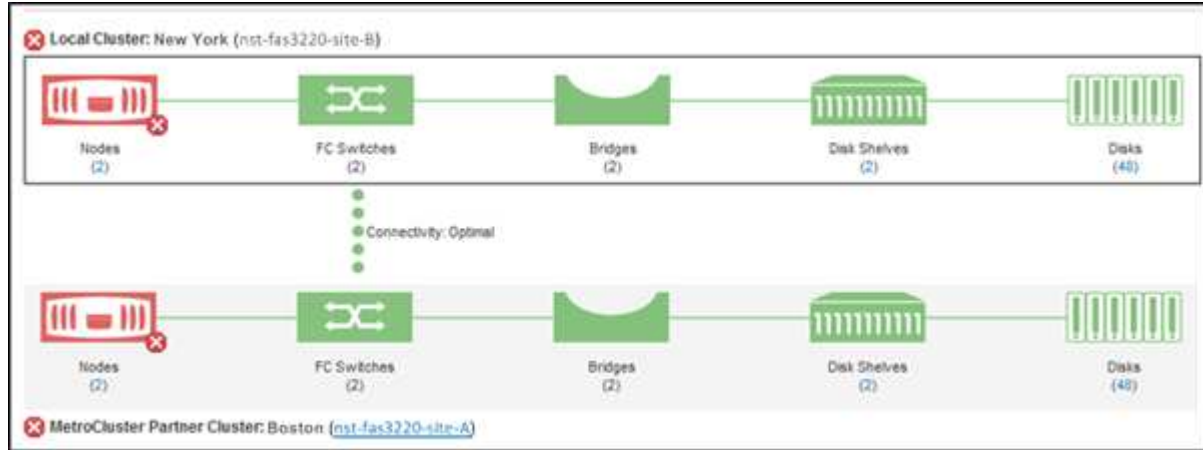 Local Cluster: New York (nst-fas3220-site-B)
Nodes FC Switches Bridges Disk Shelves Disks
(2) (2) (2) (2) (48)
Connectivity: Optimal
Nodes FC Switches Bridges Disk Shelves Disks
(2) (2) (2) (2) (48)
MetroCluster Partner Cluster: Boston (nst-fas3220-site-A)